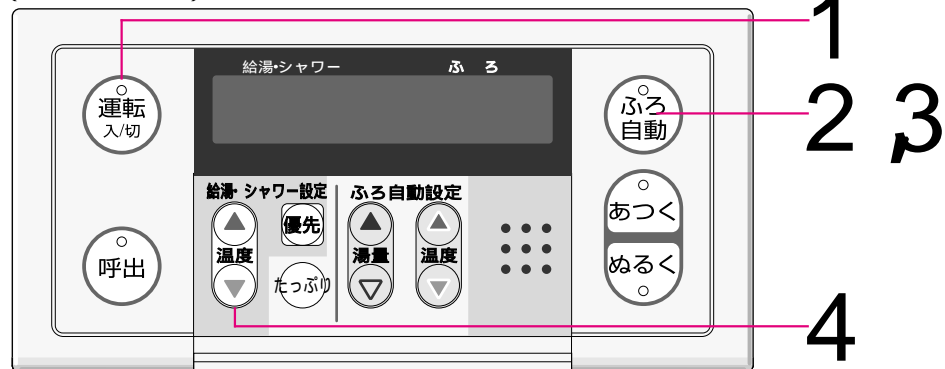 給湯・シャワー ふ ろ
運転
入/切
ふろ
自動
給湯・シャワー設定
ふろ自動設定
優先
温度
湯量
温度
たっぷり
呼出
あつく
ぬるく
1
2 ,3
4